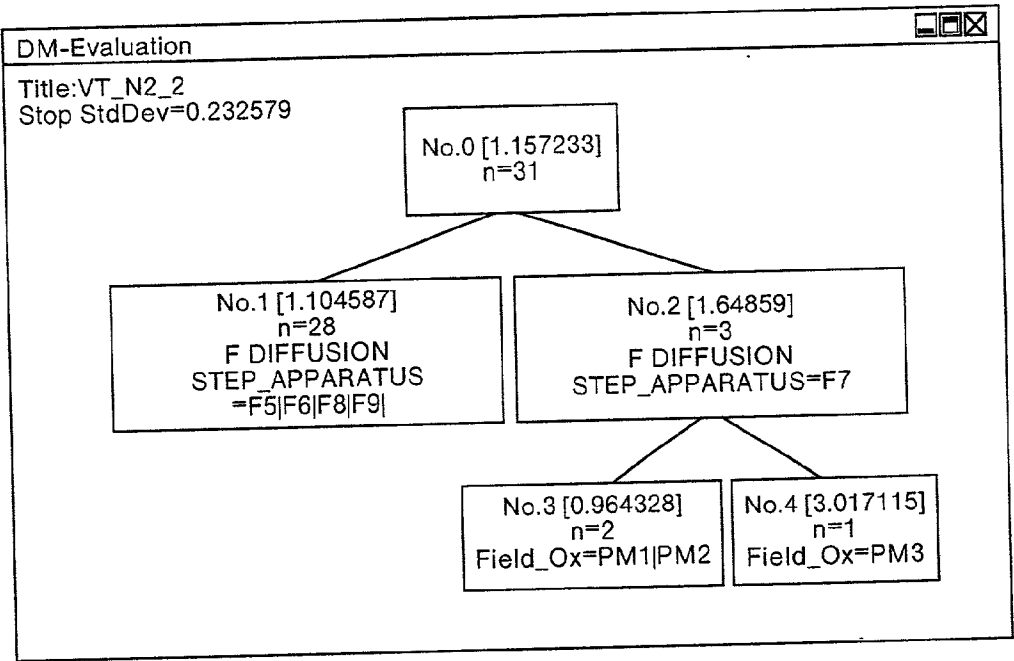 DM-Evaluation
Title:VT_N2_2
Stop StdDev=0.232579
No.0 [1.157233]
n=31
No.1 [1.104587]
n=28
F DIFFUSION
STEP_APPARATUS
=F5|F6|F8|F9|
No.2 [1.64859]
n=3
F DIFFUSION
STEP_APPARATUS=F7
No.3 [0.964328]
n=2
Field_Ox=PM1|PM2
No.4 [3.017115]
n=1
Field_Ox=PM3